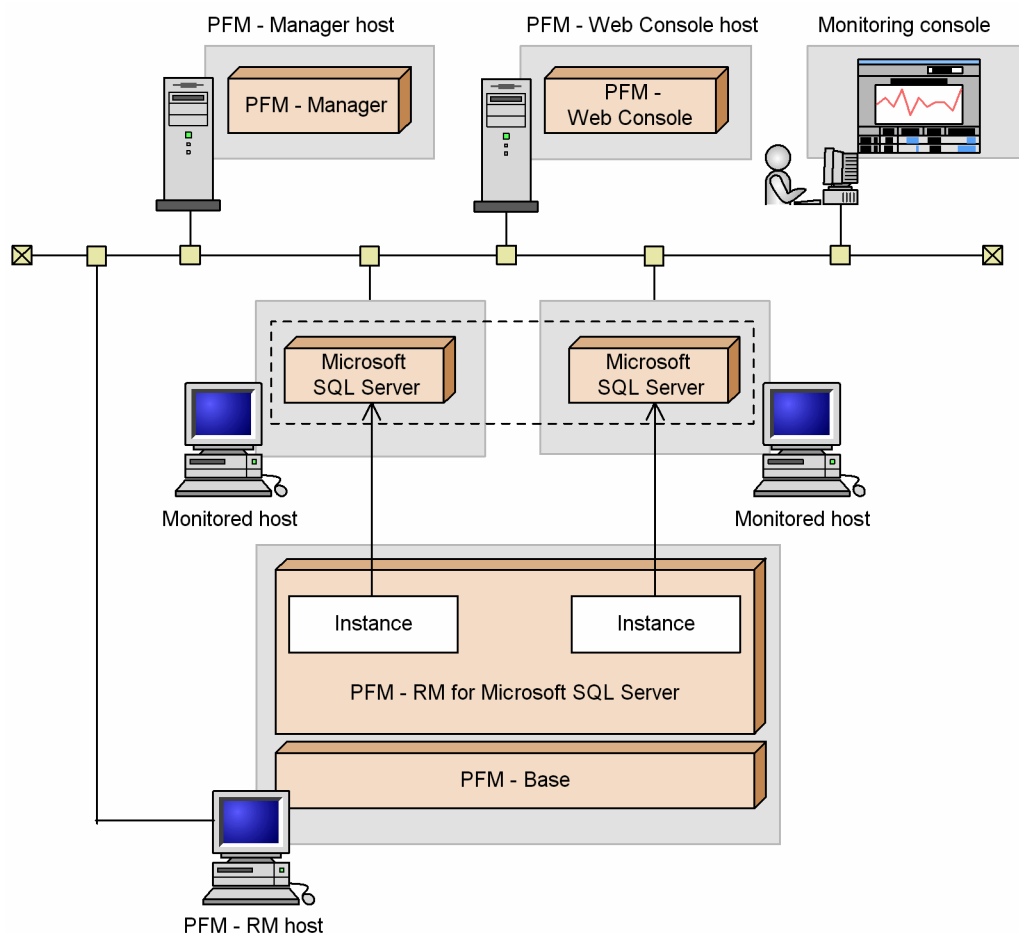 PFM - Manager host
PFM - Web Console host
Monitoring console
PFM - Manager
PFM -
Web Console
Microsoft
SQL Server
Microsoft
SQL Server
Monitored host
Monitored host
Instance
Instance
PFM - RM for Microsoft SQL Server
PFM - Base
PFM - RM host